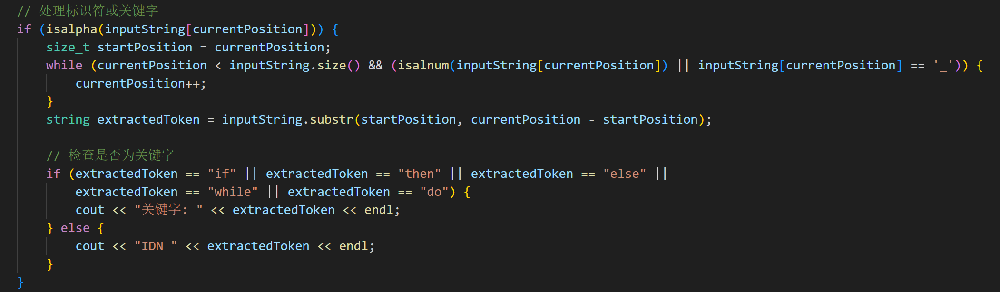 // 处理标识符或关键字
if (isalpha(inputString[currentPosition])) {
    size_t startPosition = currentPosition;
    while (currentPosition < inputString.size() && (isalnum(inputString[currentPosition]) || inputString[currentPosition] == '_')) {
        currentPosition++;
    }
    string extractedToken = inputString.substr(startPosition, currentPosition - startPosition);

    // 检查是否为关键字
    if (extractedToken == "if" || extractedToken == "then" || extractedToken == "else" ||
        extractedToken == "while" || extractedToken == "do") {
        cout << "关键字: " << extractedToken << endl;
    } else {
        cout << "IDN " << extractedToken << endl;
    }
}